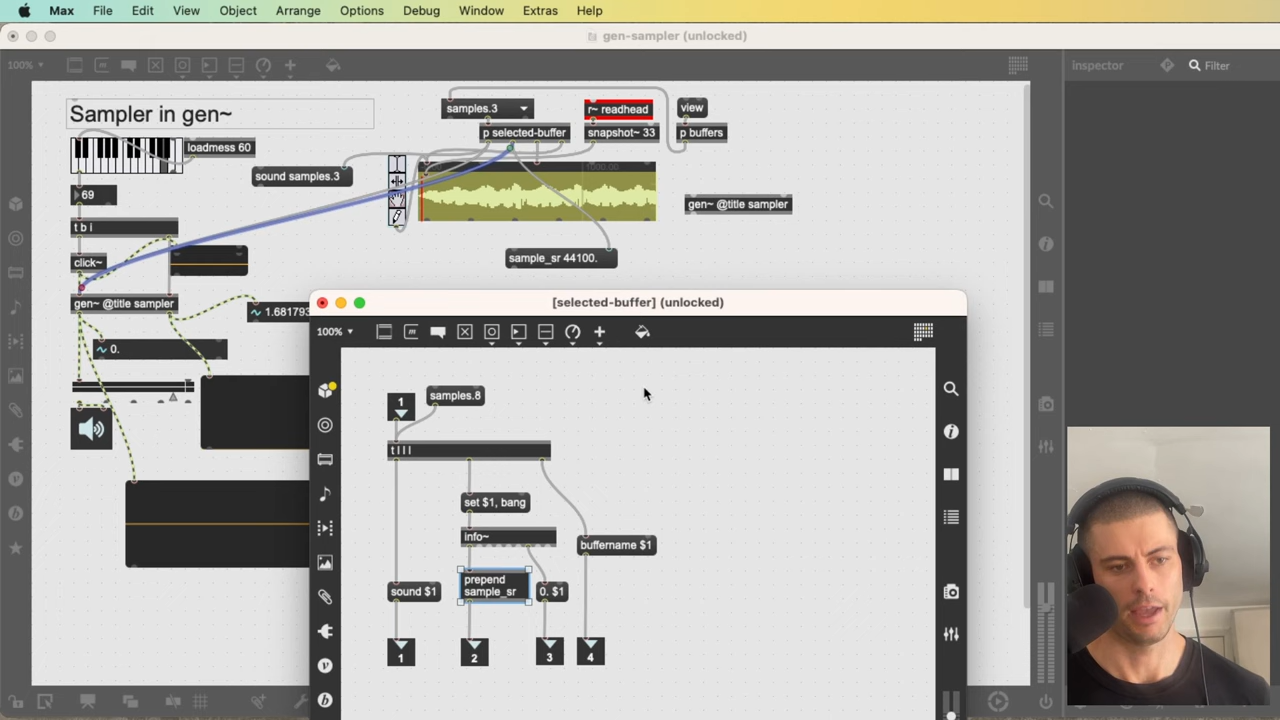 Max File Edit View Object Arrange Options Debug Window Extras Help
gen-sampler (unlocked)
100%
inspector
Filter
Sampler in gen~
samples.3
r~ readhead
view
p selected-buffer
snapshot~ 33
p buffers
loadmess 60
sound samples.3
69
gen~ @title sampler
t b i
sample_sr 44100.
click~
gen~ @title sampler
1.681793
0.
[selected-buffer] (unlocked)
100%
1
samples.8
t l l l
set $1, bang
info~
buffername $1
sound $1
prepend
sample_sr
0. $1
1
2
3
4